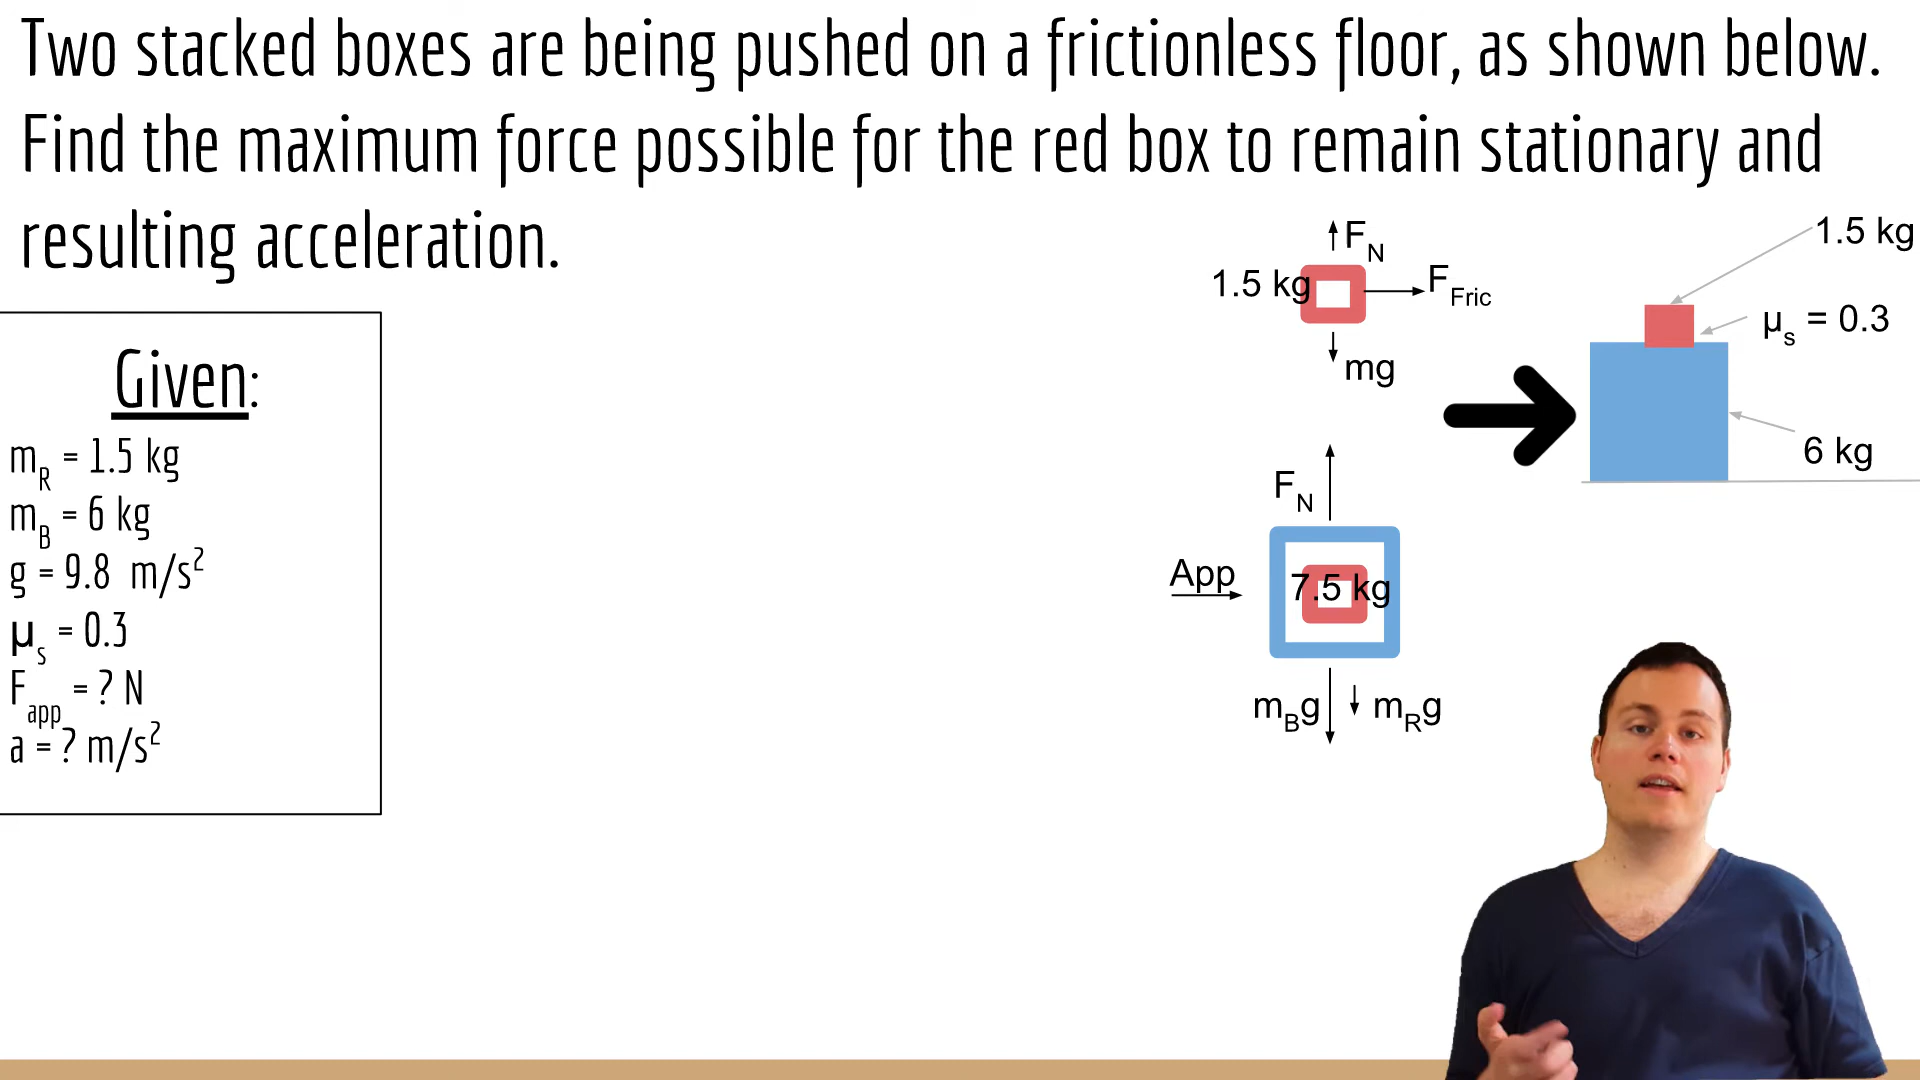 Two stacked boxes are being pushed on a frictionless floor, as shown below.
Find the maximum force possible for the red box to remain stationary and
resulting acceleration.
Given:
m_R = 1.5 kg
m_B = 6 kg
g = 9.8 m/s²
μ_s = 0.3
F_app = ? N
a = ? m/s²
F_N
1.5 kg
F_Fric
mg
F_N
App
7.5 kg
m_Bg
m_Rg
1.5 kg
μ_s = 0.3
6 kg